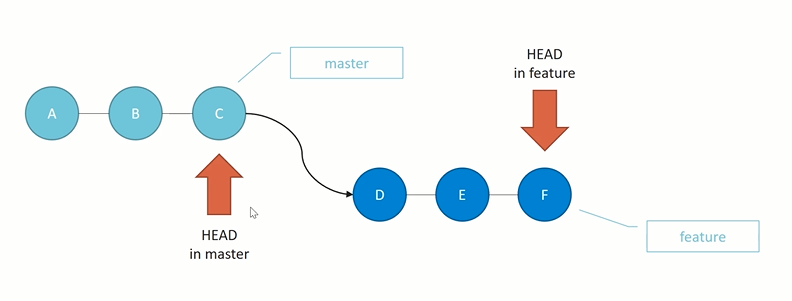 HEAD
in feature
master
A
B
C
D
E
F
HEAD
in master
feature